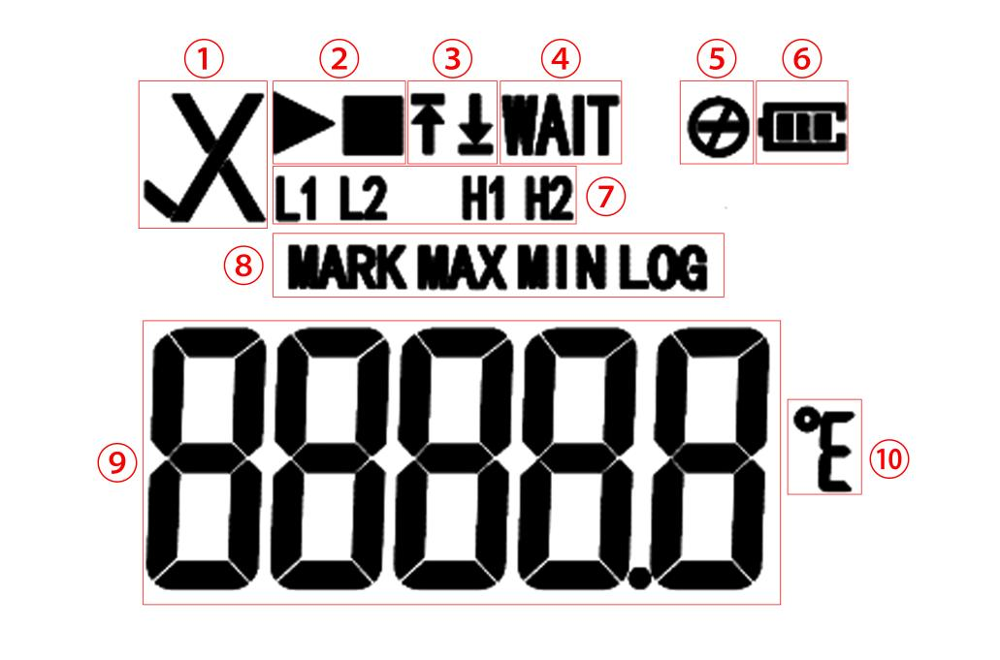 ① ② ③ ④ ⑤ ⑥
WAIT
L1 L2 H1 H2 ⑦
⑧ MARK MAX MIN LOG
⑨ 8888.8 °E ⑩